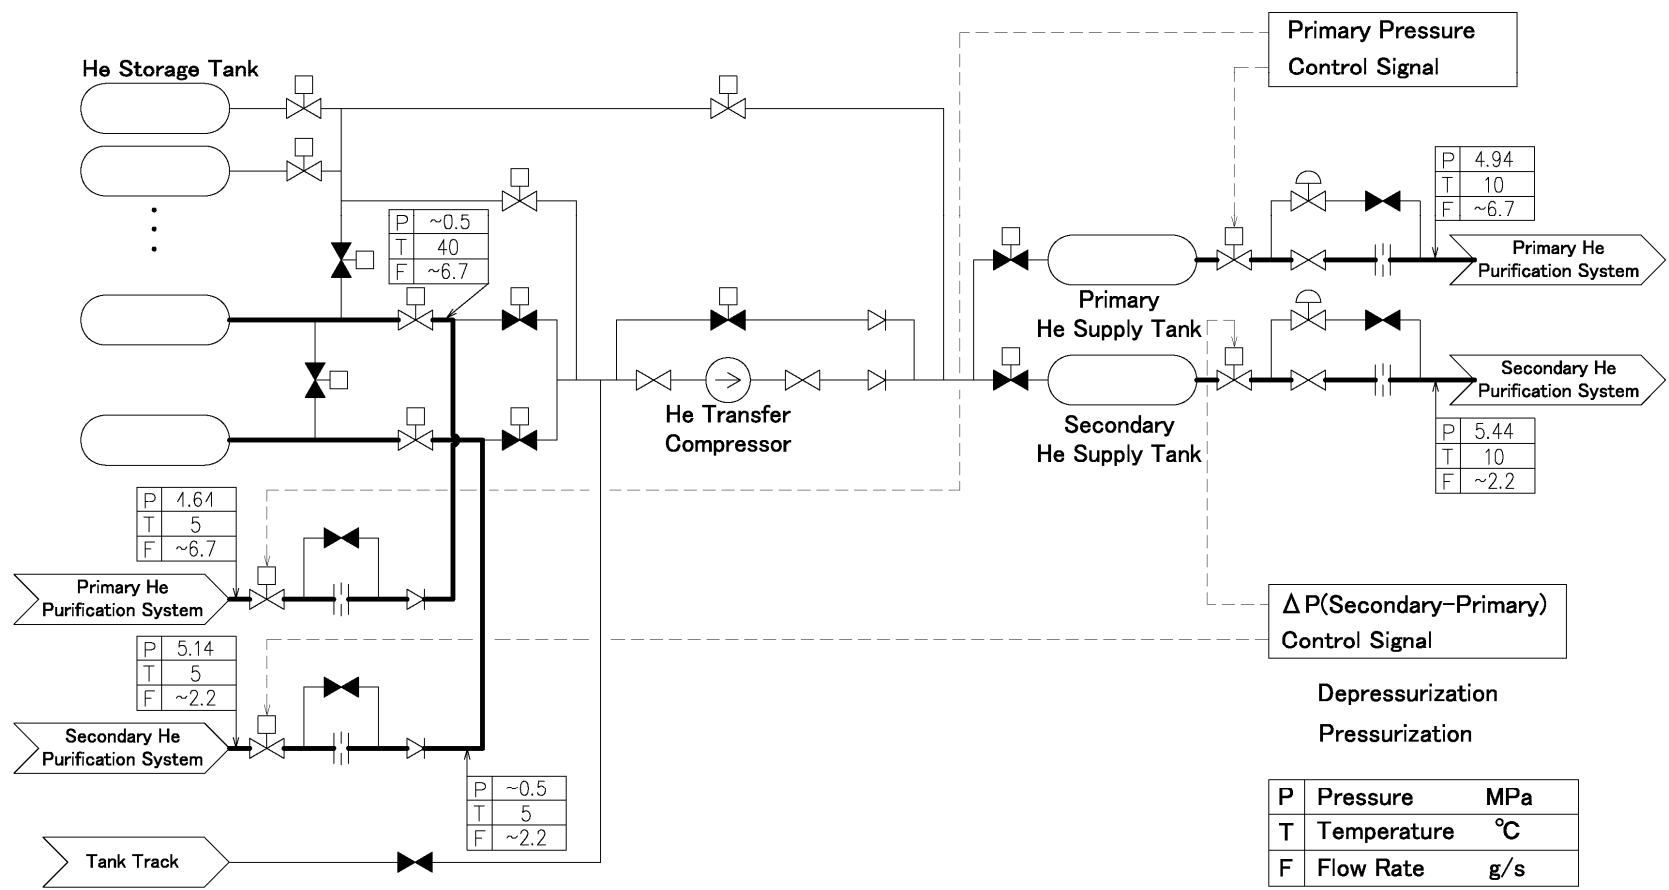 Primary Pressure
Control Signal
He Storage Tank
P 4.94
T 10
F ~6.7
P ~0.5
T 40
F ~6.7
Primary He
Purification System
Primary
He Supply Tank
Secondary He
Purification System
He Transfer
Compressor
Secondary
He Supply Tank
P 5.44
T 10
F ~2.2
P 4.64
T 5
F ~6.7
Primary He
Purification System
ΔP(Secondary-Primary)
Control Signal
P 5.14
T 5
F ~2.2
Depressurization
Pressurization
Secondary He
Purification System
P ~0.5
T 5
F ~2.2
P Pressure MPa
T Temperature ℃
F Flow Rate g/s
Tank Track